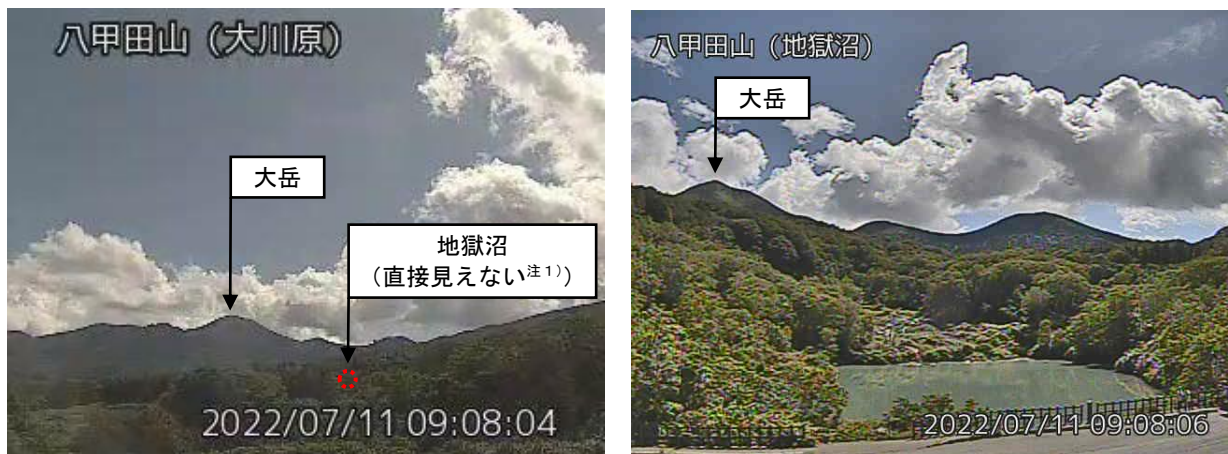 八甲田山（大川原）
大岳
地獄沼
（直接見えない注１））
2022/07/11 09:08:04
八甲田山（地獄沼）
大岳
2022/07/11 09:08:06